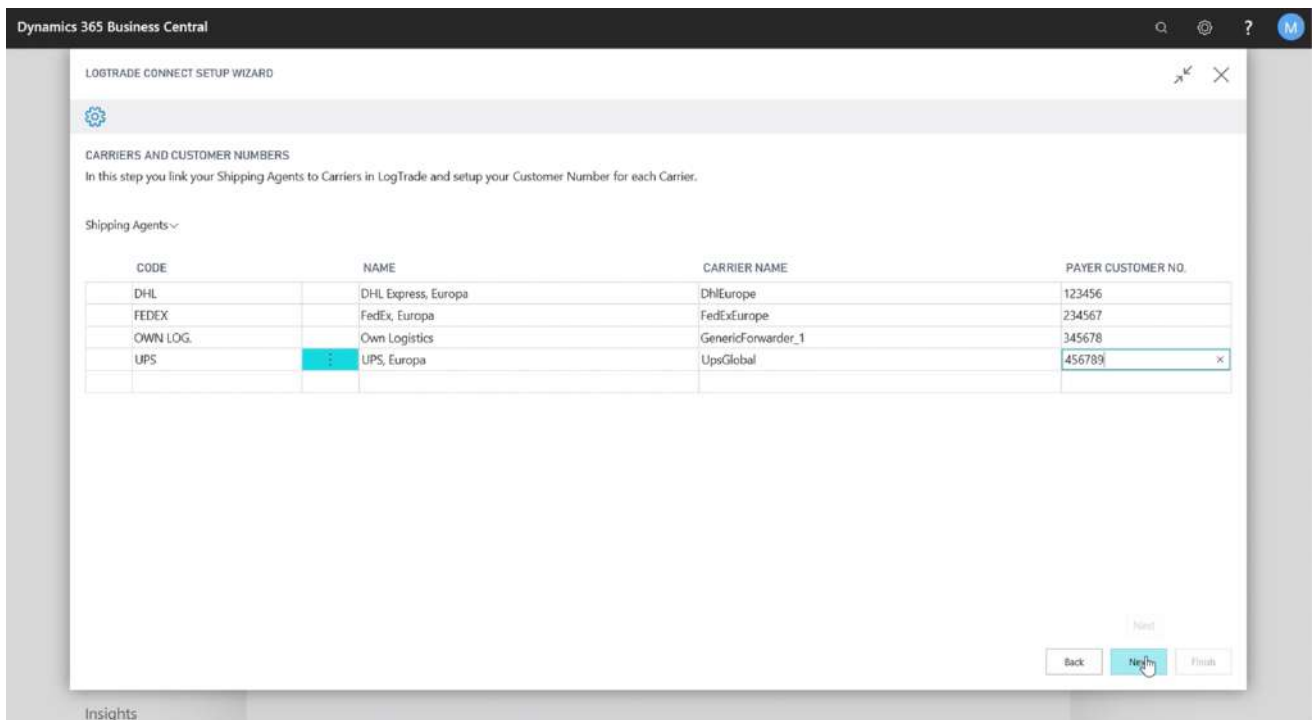 Dynamics 365 Business Central
?
M
LOGTRADE CONNECT SETUP WIZARD
CARRIERS AND CUSTOMER NUMBERS
In this step you link your Shipping Agents to Carriers in LogTrade and setup your Customer Number for each Carrier.
Shipping Agents
CODE NAME CARRIER NAME PAYER CUSTOMER NO.
DHL DHL Express, Europa DhlEurope 123456
FEDEX FedEx, Europa FedExEurope 234567
OWN LOG. Own Logistics GenericForwarder_1 345678
UPS UPS, Europa UpsGlobal 456789
Next
Back Next Finish
Insights